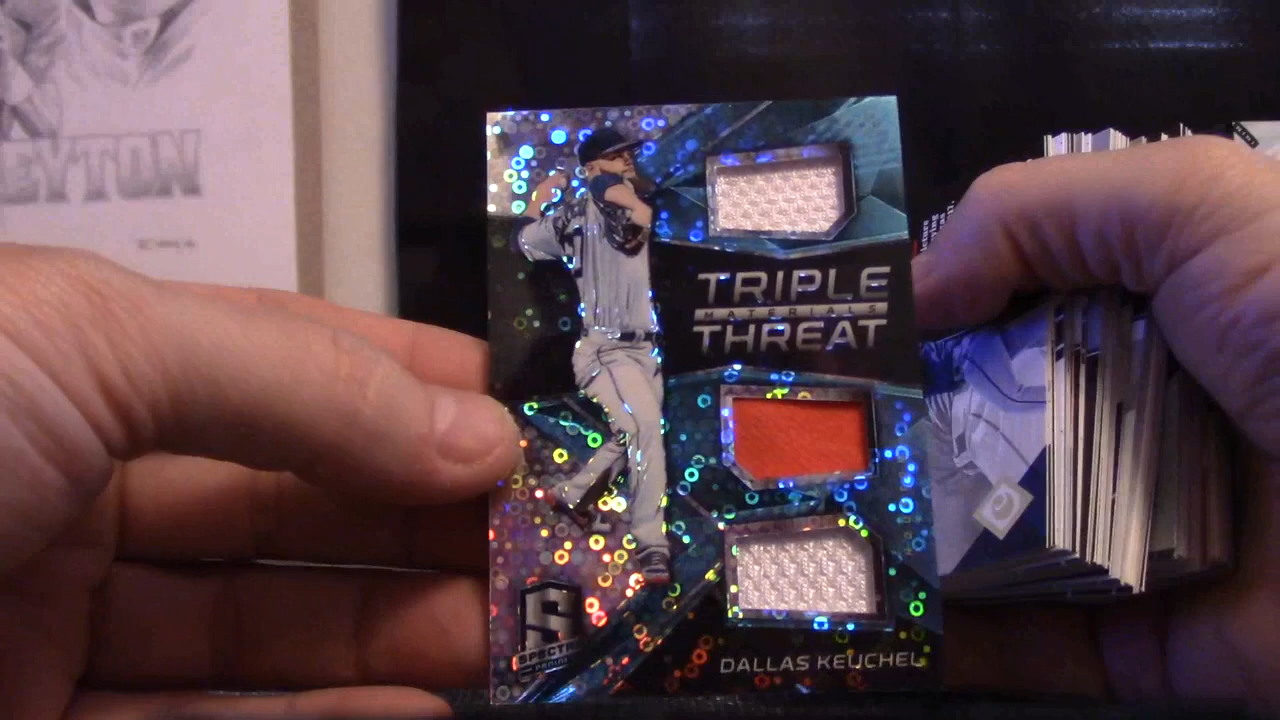 EYTON
TRIPLE
MATERIALS
THREAT
S
SPECTRA
PANINI
DALLAS KEUCHEL